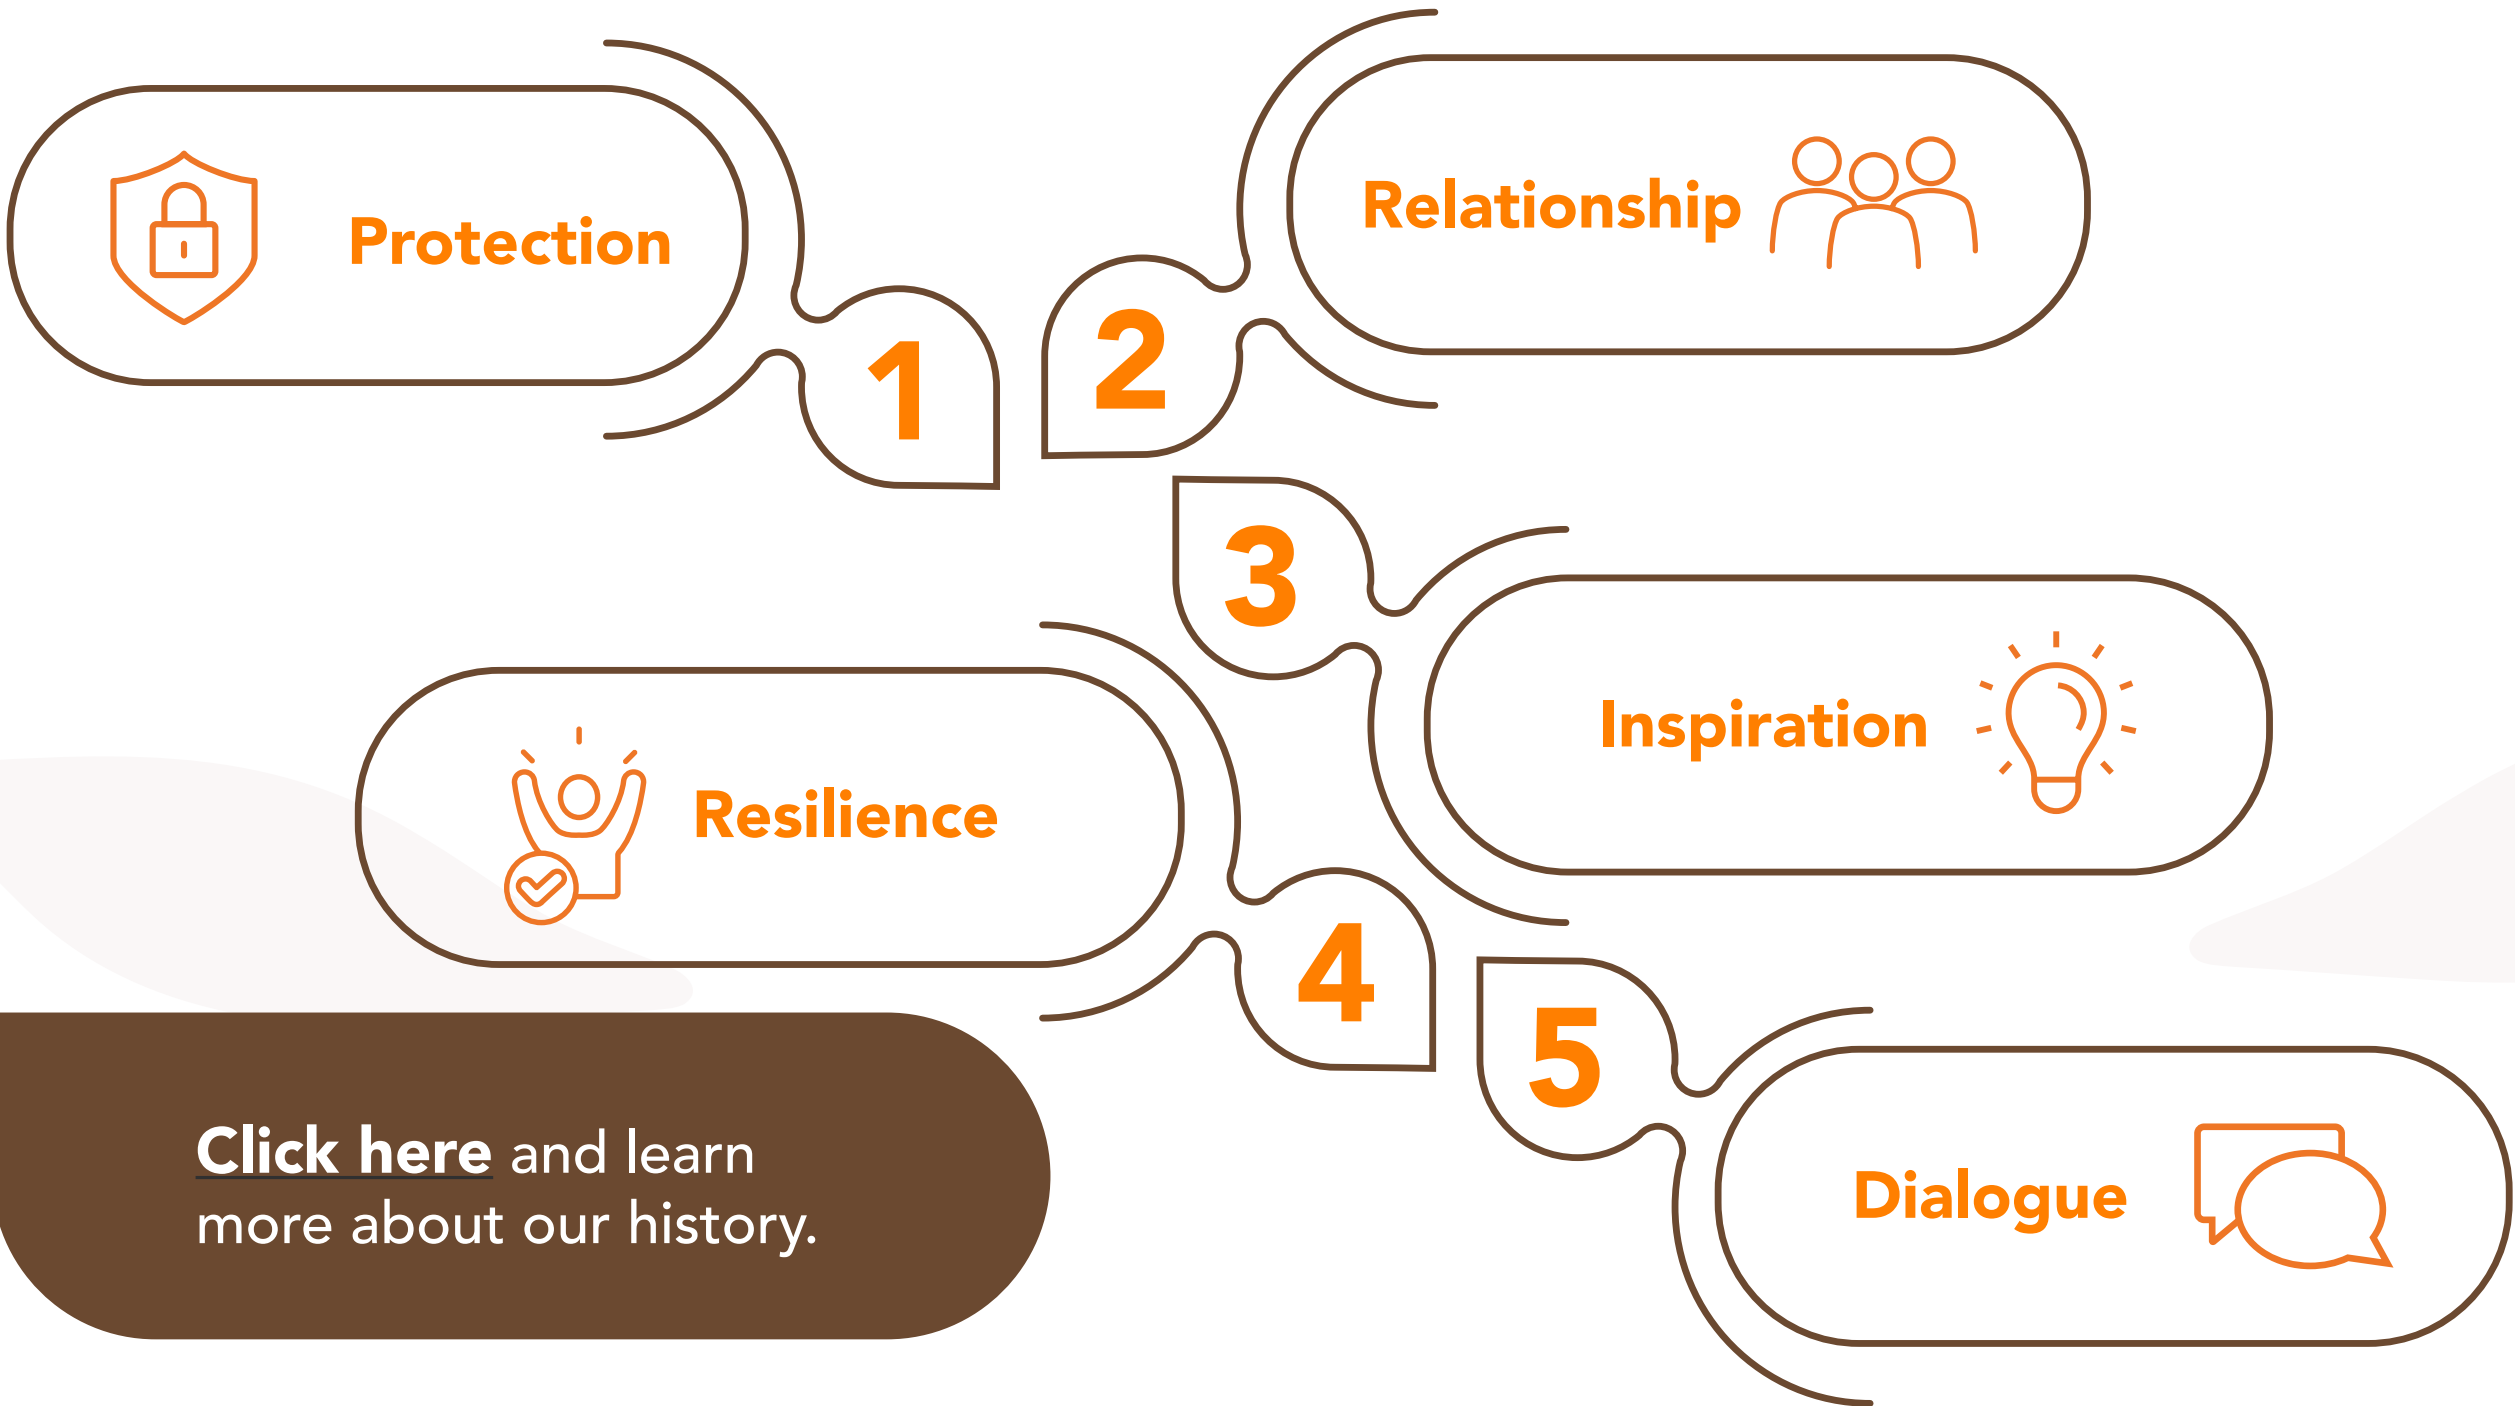 Protection
1
2
Relationship
3
Inspiration
Resilience
4
5
Dialogue
Click here and learn
more about our history.